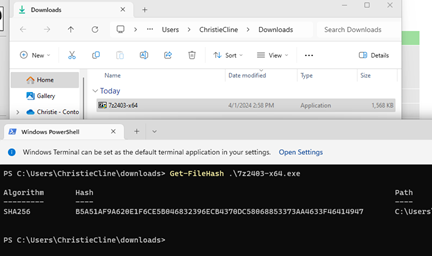 Downloads
Users > ChristieCline > Downloads
Search Downloads
New
Sort
View
Details
Name
Date modified
Type
Size
Home
Gallery
Christie - Conto
Today
7z2403-x64
4/1/2024 2:58 PM
Application
1,568 KB
Windows PowerShell
Windows Terminal can be set as the default terminal application in your settings. Open Settings
PS C:\Users\ChristieCline\downloads> Get-FileHash .\7z2403-x64.exe
Algorithm Hash Path
SHA256 B5A51AF9A620E1F6CE5B046832396ECB4370DC58068853373AA4633F46414947 C:\Users
PS C:\Users\ChristieCline\downloads>